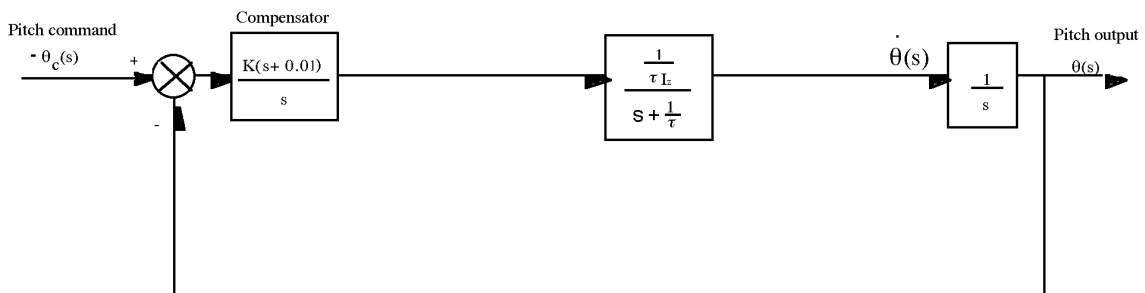 Compensator
Pitch command
- θc(s)
+
-
K(s+ 0.01)
s
1
τ Iz
s + 1
τ
θ̇(s)
1
s
Pitch output
θ(s)